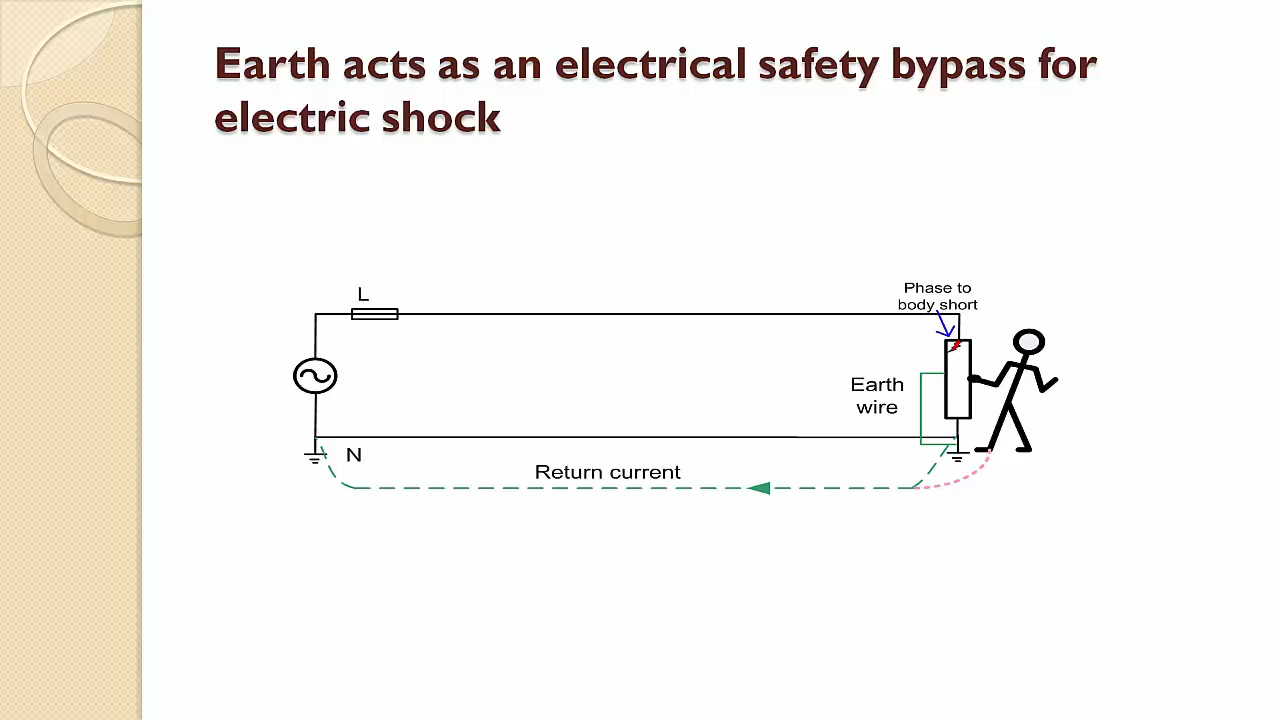 Earth acts as an electrical safety bypass for
electric shock
L
Phase to
body short
Earth
wire
N
Return current